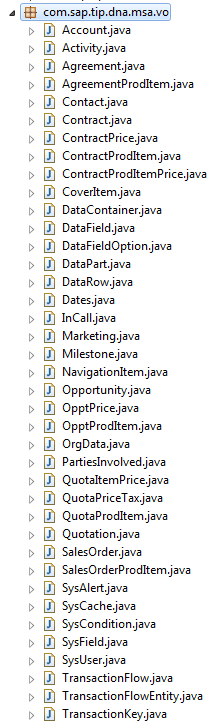 com.sap.tip.dna.msa.vo
Account.java
Activity.java
Agreement.java
AgreementProdItem.java
Contact.java
Contract.java
ContractPrice.java
ContractProdItem.java
ContractProdItemPrice.java
CoverItem.java
DataContainer.java
DataField.java
DataFieldOption.java
DataPart.java
DataRow.java
Dates.java
InCall.java
Marketing.java
Milestone.java
NavigationItem.java
Opportunity.java
OpptPrice.java
OpptProdItem.java
OrgData.java
PartiesInvolved.java
QuotaItemPrice.java
QuotaPriceTax.java
QuotaProdItem.java
Quotation.java
SalesOrder.java
SalesOrderProdItem.java
SysAlert.java
SysCache.java
SysCondition.java
SysField.java
SysUser.java
TransactionFlow.java
TransactionFlowEntity.java
TransactionKey.java